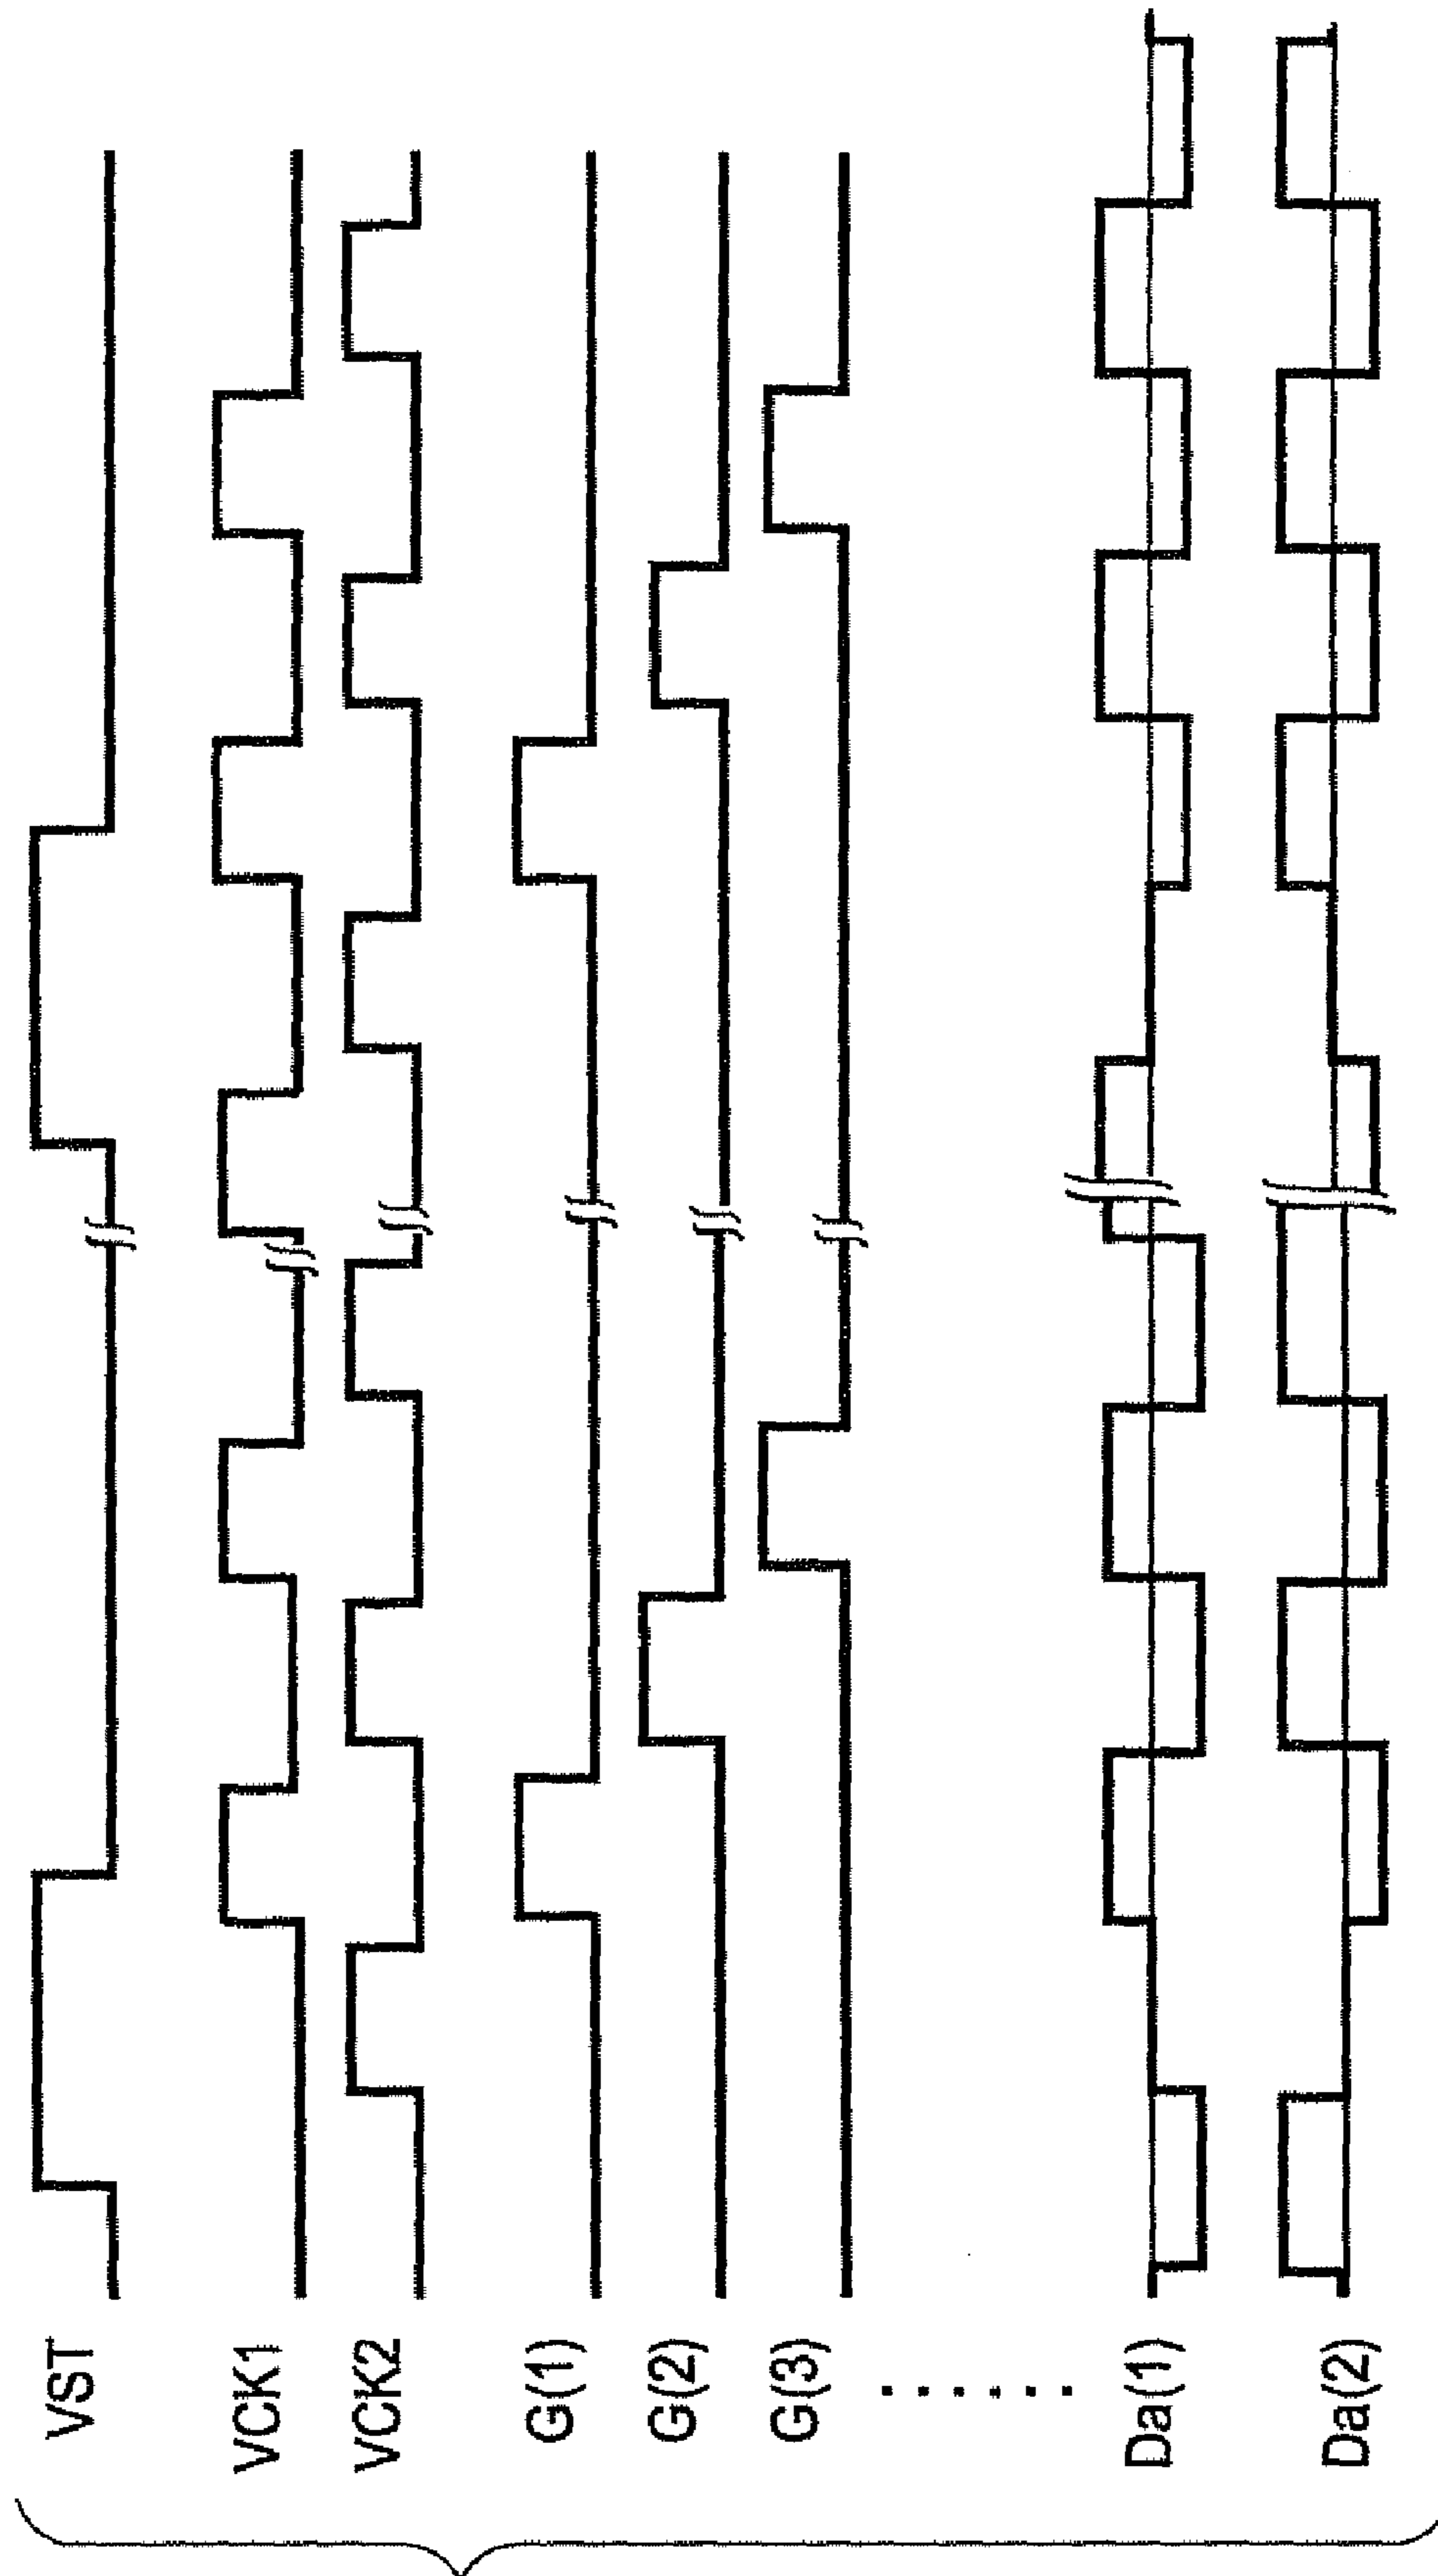 VST
VCK1
VCK2
G(1)
G(2)
G(3)
......
Da(1)
Da(2)